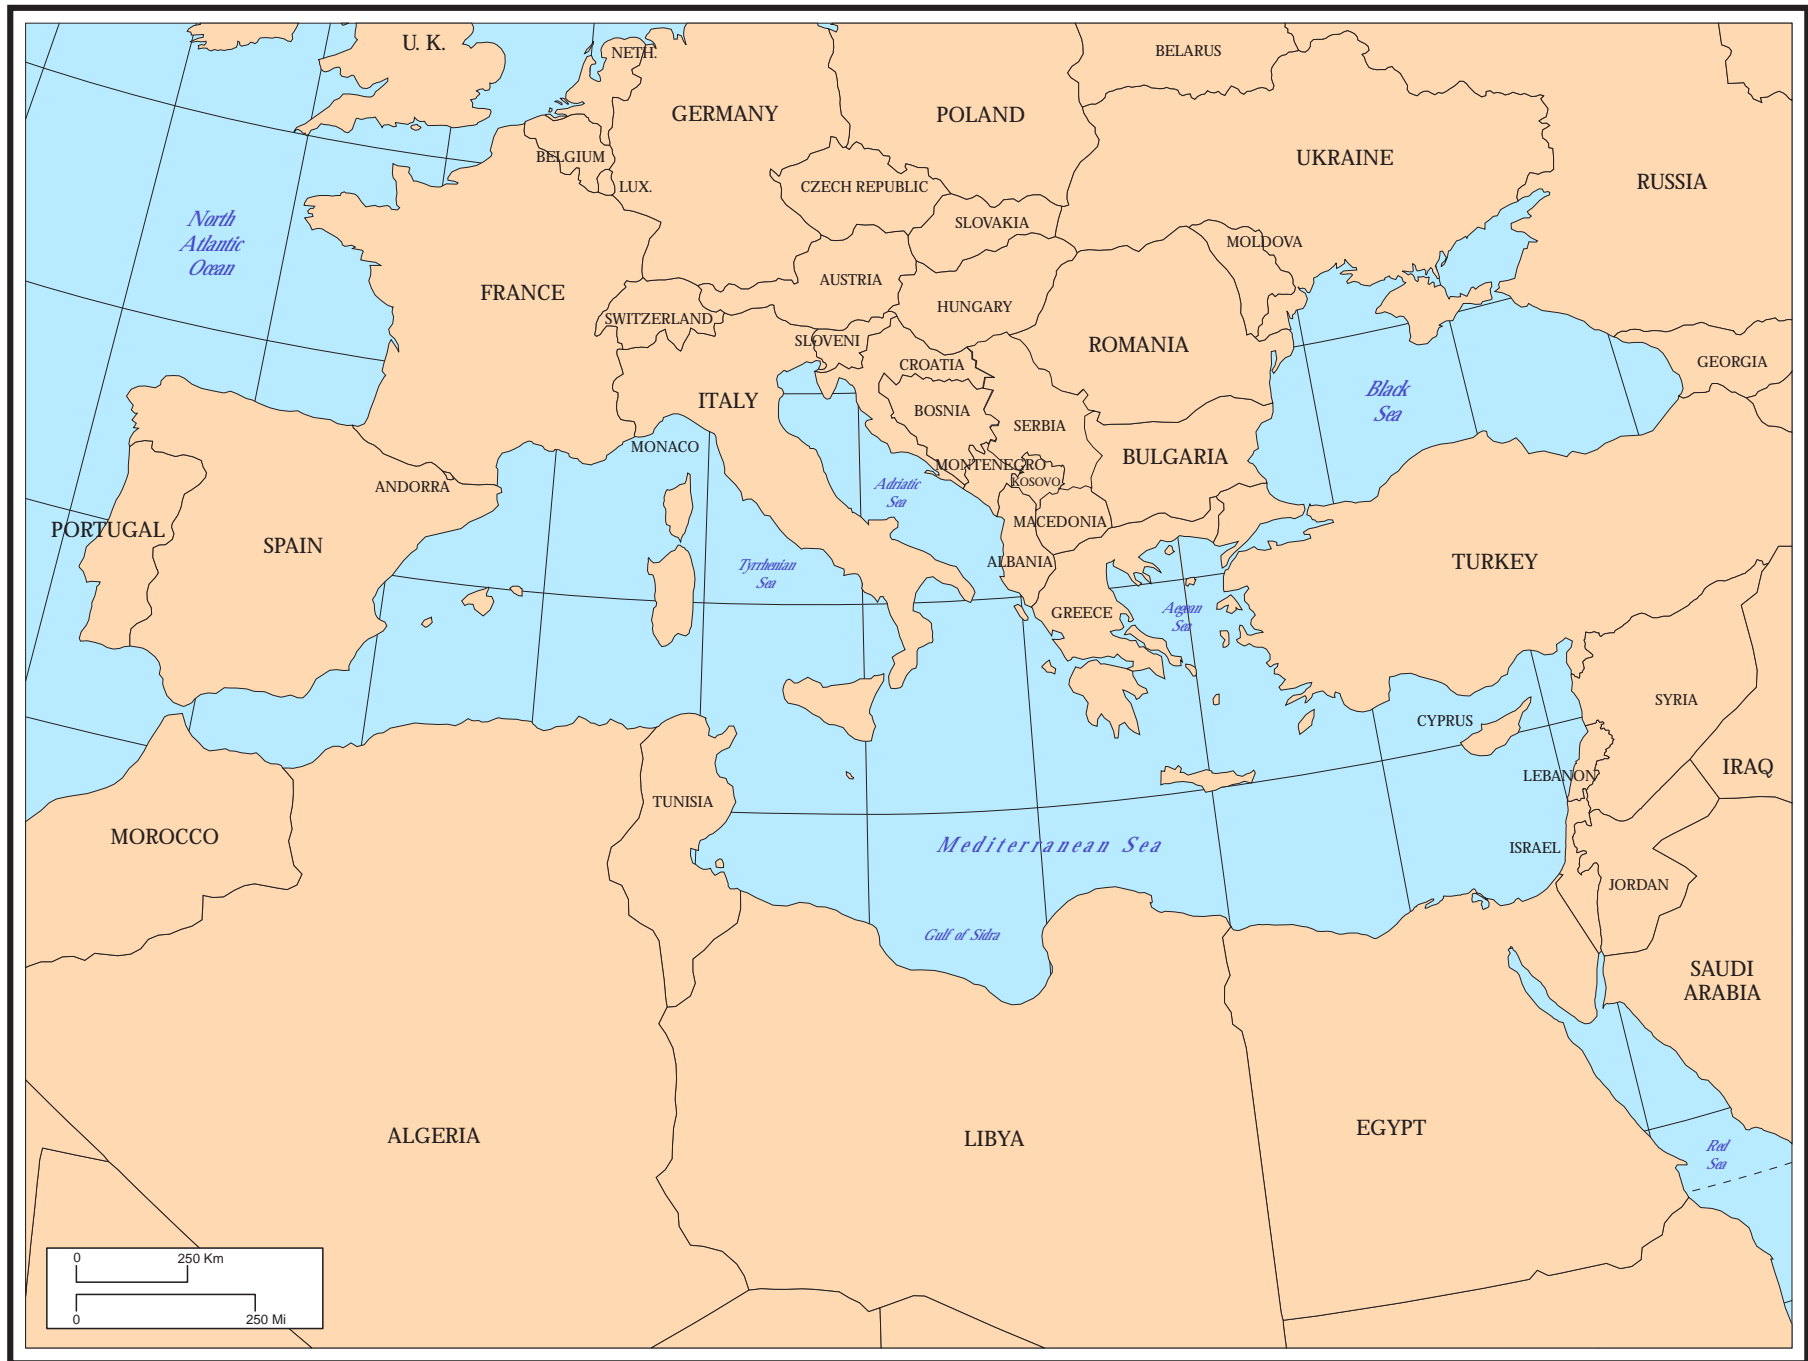 U. K.
NETH.
BELARUS
GERMANY
POLAND
BELGIUM
UKRAINE
LUX.
CZECH REPUBLIC
RUSSIA
North
Atlantic
Ocean
SLOVAKIA
MOLDOVA
AUSTRIA
FRANCE
HUNGARY
SWITZERLAND
SLOVENI
ROMANIA
CROATIA
GEORGIA
ITALY
BOSNIA
Black
Sea
SERBIA
MONACO
BULGARIA
MONTENEGRO
KOSOVO
ANDORRA
Adriatic
Sea
MACEDONIA
PORTUGAL
SPAIN
ALBANIA
TURKEY
Tyrrhenian
Sea
GREECE
Aegean
Sea
SYRIA
CYPRUS
LEBANON
IRAQ
TUNISIA
MOROCCO
Mediterranean Sea
ISRAEL
JORDAN
Gulf of Sidra
SAUDI
ARABIA
ALGERIA
LIBYA
EGYPT
Red
Sea
0 250 Km
0 250 Mi